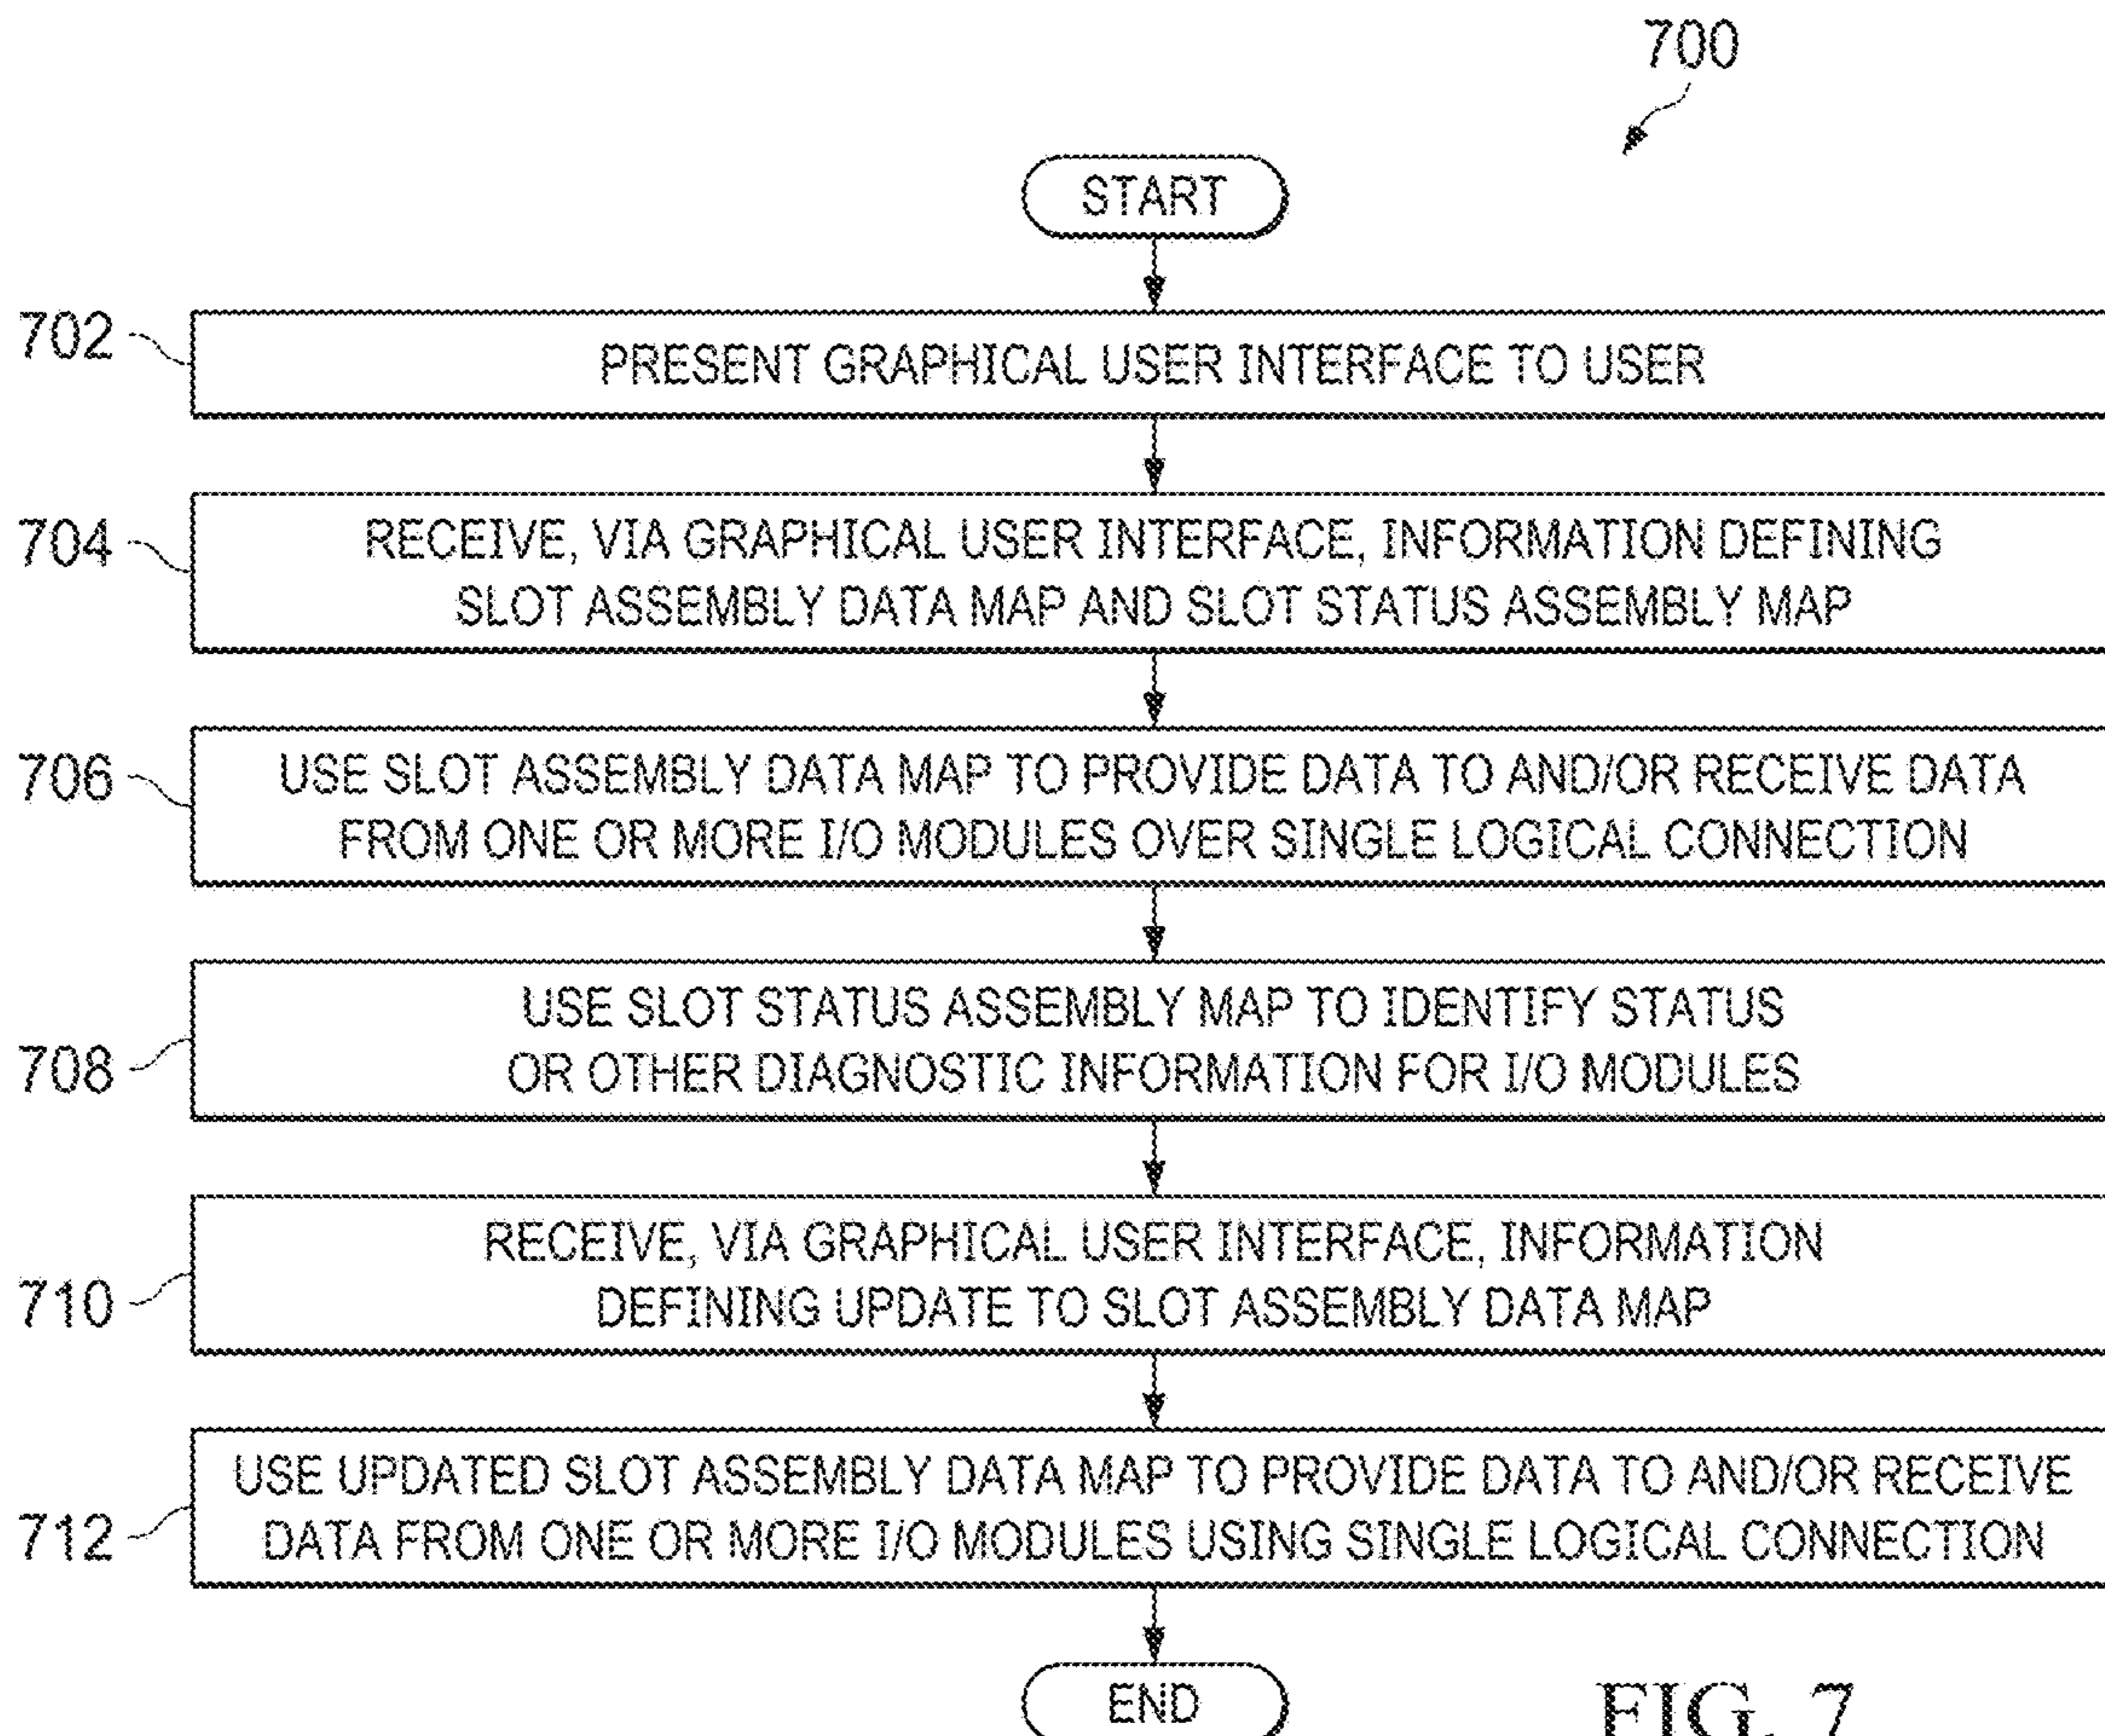 700
START
702
PRESENT GRAPHICAL USER INTERFACE TO USER
704
RECEIVE, VIA GRAPHICAL USER INTERFACE, INFORMATION DEFINING
SLOT ASSEMBLY DATA MAP AND SLOT STATUS ASSEMBLY MAP
706
USE SLOT ASSEMBLY DATA MAP TO PROVIDE DATA TO AND/OR RECEIVE DATA
FROM ONE OR MORE I/O MODULES OVER SINGLE LOGICAL CONNECTION
708
USE SLOT STATUS ASSEMBLY MAP TO IDENTIFY STATUS
OR OTHER DIAGNOSTIC INFORMATION FOR I/O MODULES
710
RECEIVE, VIA GRAPHICAL USER INTERFACE, INFORMATION
DEFINING UPDATE TO SLOT ASSEMBLY DATA MAP
712
USE UPDATED SLOT ASSEMBLY DATA MAP TO PROVIDE DATA TO AND/OR RECEIVE
DATA FROM ONE OR MORE I/O MODULES USING SINGLE LOGICAL CONNECTION
END
FIG. 7